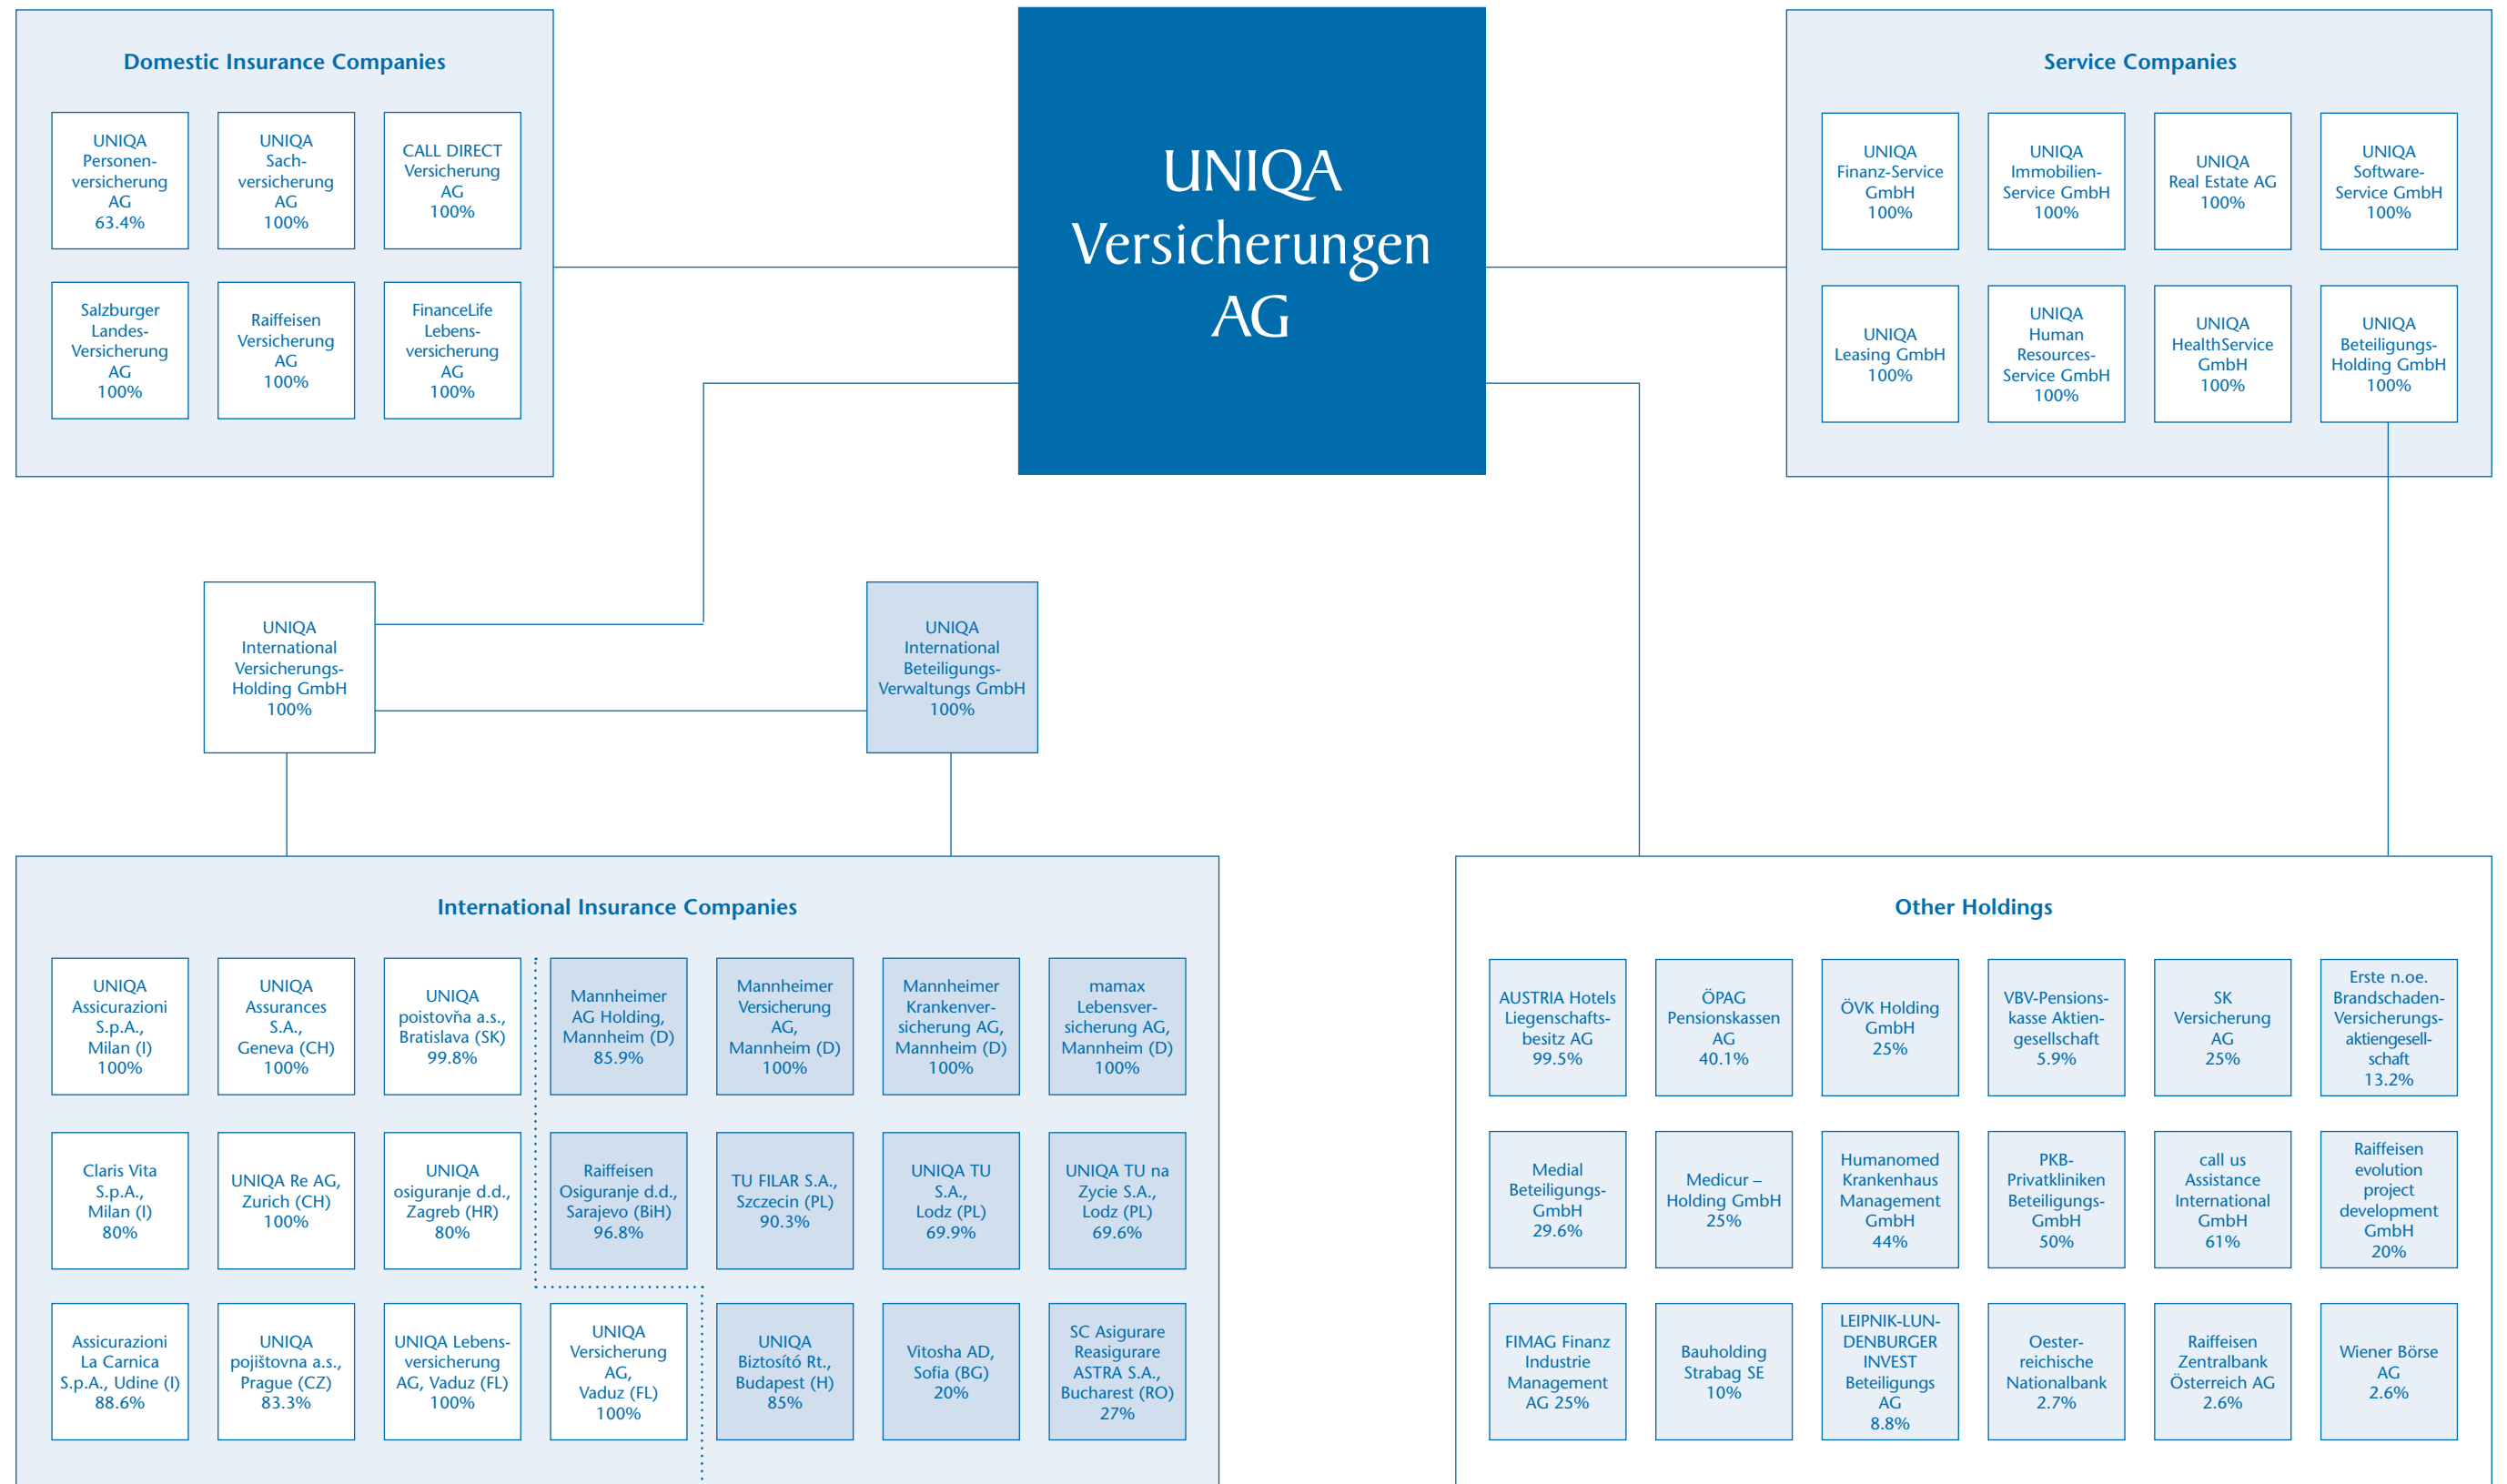 Domestic Insurance Companies
UNIQA
Personen-
versicherung
AG
63.4%
UNIQA
Sach-
versicherung
AG
100%
CALL DIRECT
Versicherung
AG
100%
Salzburger
Landes-
Versicherung
AG
100%
Raiffeisen
Versicherung
AG
100%
FinanceLife
Lebens-
versicherung
AG
100%
UNIQA
Versicherungen
AG
Service Companies
UNIQA
Finanz-Service
GmbH
100%
UNIQA
Immobilien-
Service GmbH
100%
UNIQA
Real Estate AG
100%
UNIQA
Software-
Service GmbH
100%
UNIQA
Leasing GmbH
100%
UNIQA
Human
Resources-
Service GmbH
100%
UNIQA
HealthService
GmbH
100%
UNIQA
Beteiligungs-
Holding GmbH
100%
UNIQA
International
Versicherungs-
Holding GmbH
100%
UNIQA
International
Beteiligungs-
Verwaltungs GmbH
100%
International Insurance Companies
UNIQA
Assicurazioni
S.p.A.,
Milan (I)
100%
UNIQA
Assurances
S.A.,
Geneva (CH)
100%
UNIQA
poistovňa a.s.,
Bratislava (SK)
99.8%
Mannheimer
AG Holding,
Mannheim (D)
85.9%
Mannheimer
Versicherung
AG,
Mannheim (D)
100%
Mannheimer
Krankenver-
sicherung AG,
Mannheim (D)
100%
mamax
Lebensver-
sicherung AG,
Mannheim (D)
100%
Claris Vita
S.p.A.,
Milan (I)
80%
UNIQA Re AG,
Zurich (CH)
100%
UNIQA
osiguranje d.d.,
Zagreb (HR)
80%
Raiffeisen
Osiguranje d.d.,
Sarajevo (BiH)
96.8%
TU FILAR S.A.,
Szczecin (PL)
90.3%
UNIQA TU
S.A.,
Lodz (PL)
69.9%
UNIQA TU na
Zycie S.A.,
Lodz (PL)
69.6%
Assicurazioni
La Carnica
S.p.A., Udine (I)
88.6%
UNIQA
pojištovna a.s.,
Prague (CZ)
83.3%
UNIQA Lebens-
versicherung
AG, Vaduz (FL)
100%
UNIQA
Versicherung
AG,
Vaduz (FL)
100%
UNIQA
Biztosító Rt.,
Budapest (H)
85%
Vitosha AD,
Sofia (BG)
20%
SC Asigurare
Reasigurare
ASTRA S.A.,
Bucharest (RO)
27%
Other Holdings
AUSTRIA Hotels
Liegenschafts-
besitz AG
99.5%
ÖPAG
Pensionskassen
AG
40.1%
ÖVK Holding
GmbH
25%
VBV-Pensions-
kasse Aktien-
gesellschaft
5.9%
SK
Versicherung
AG
25%
Erste n.oe.
Brandschaden-
Versicherungs-
aktiengesell-
schaft
13.2%
Medial
Beteiligungs-
GmbH
29.6%
Medicur –
Holding GmbH
25%
Humanomed
Krankenhaus
Management
GmbH
44%
PKB-
Privatkliniken
Beteiligungs-
GmbH
50%
call us
Assistance
International
GmbH
61%
Raiffeisen
evolution
project
development
GmbH
20%
FIMAG Finanz
Industrie
Management
AG 25%
Bauholding
Strabag SE
10%
LEIPNIK-LUN-
DENBURGER
INVEST
Beteiligungs
AG
8.8%
Oester-
reichische
Nationalbank
2.7%
Raiffeisen
Zentralbank
Österreich AG
2.6%
Wiener Börse
AG
2.6%